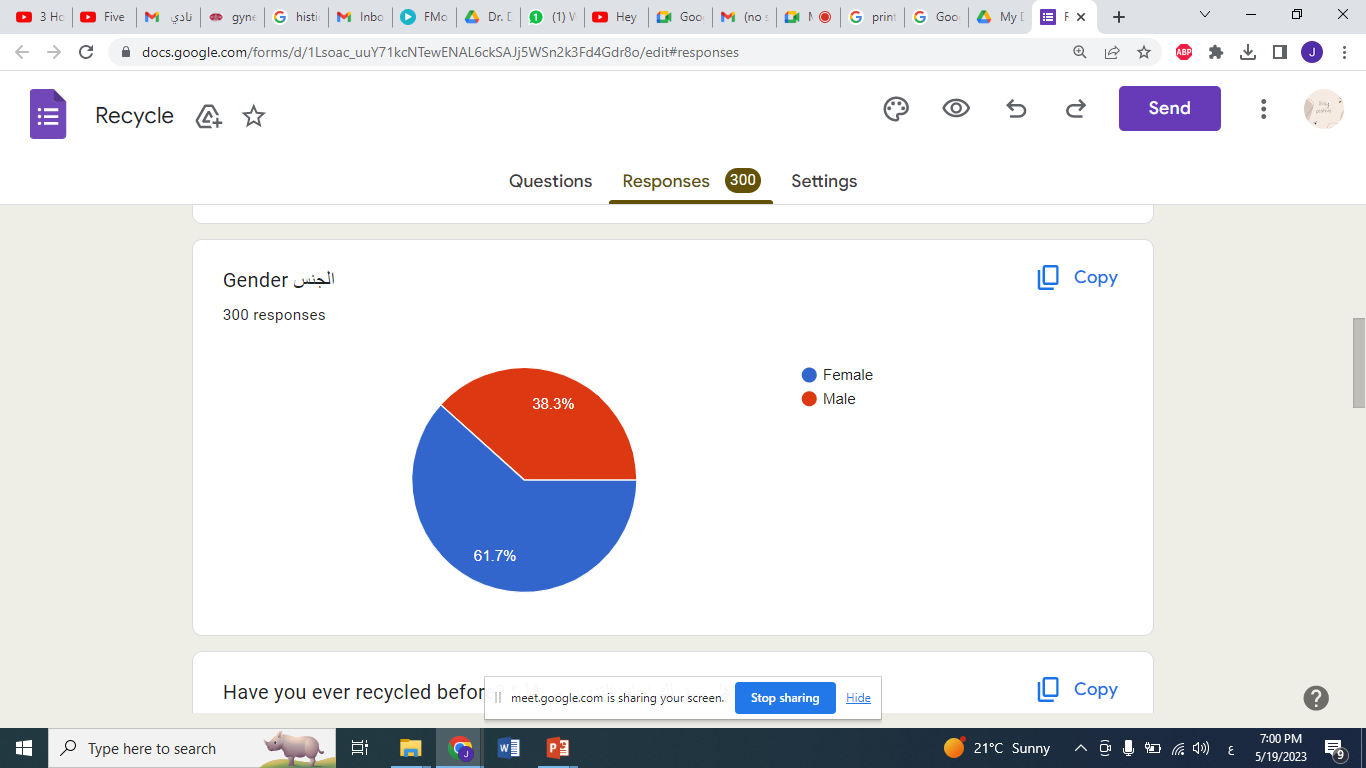 3 Ho
Five
نادي
gyne
histi
Inbo
FMo
Dr. D
(1) W
Hey
Goo
(no s
M
print
Goo
My D
docs.google.com/forms/d/1Lsoac_uuY71kcNTewENAL6ckSAJj5WSn2k3Fd4Gdr8o/edit#responses
ABP
J
Recycle
Send
Questions
Responses 300
Settings
Gender الجنس
Copy
300 responses
Female
Male
38.3%
61.7%
Have you ever recycled befor
Copy
meet.google.com is sharing your screen.
Stop sharing
Hide
Type here to search
21°C Sunny
ع
7:00 PM
5/19/2023
9